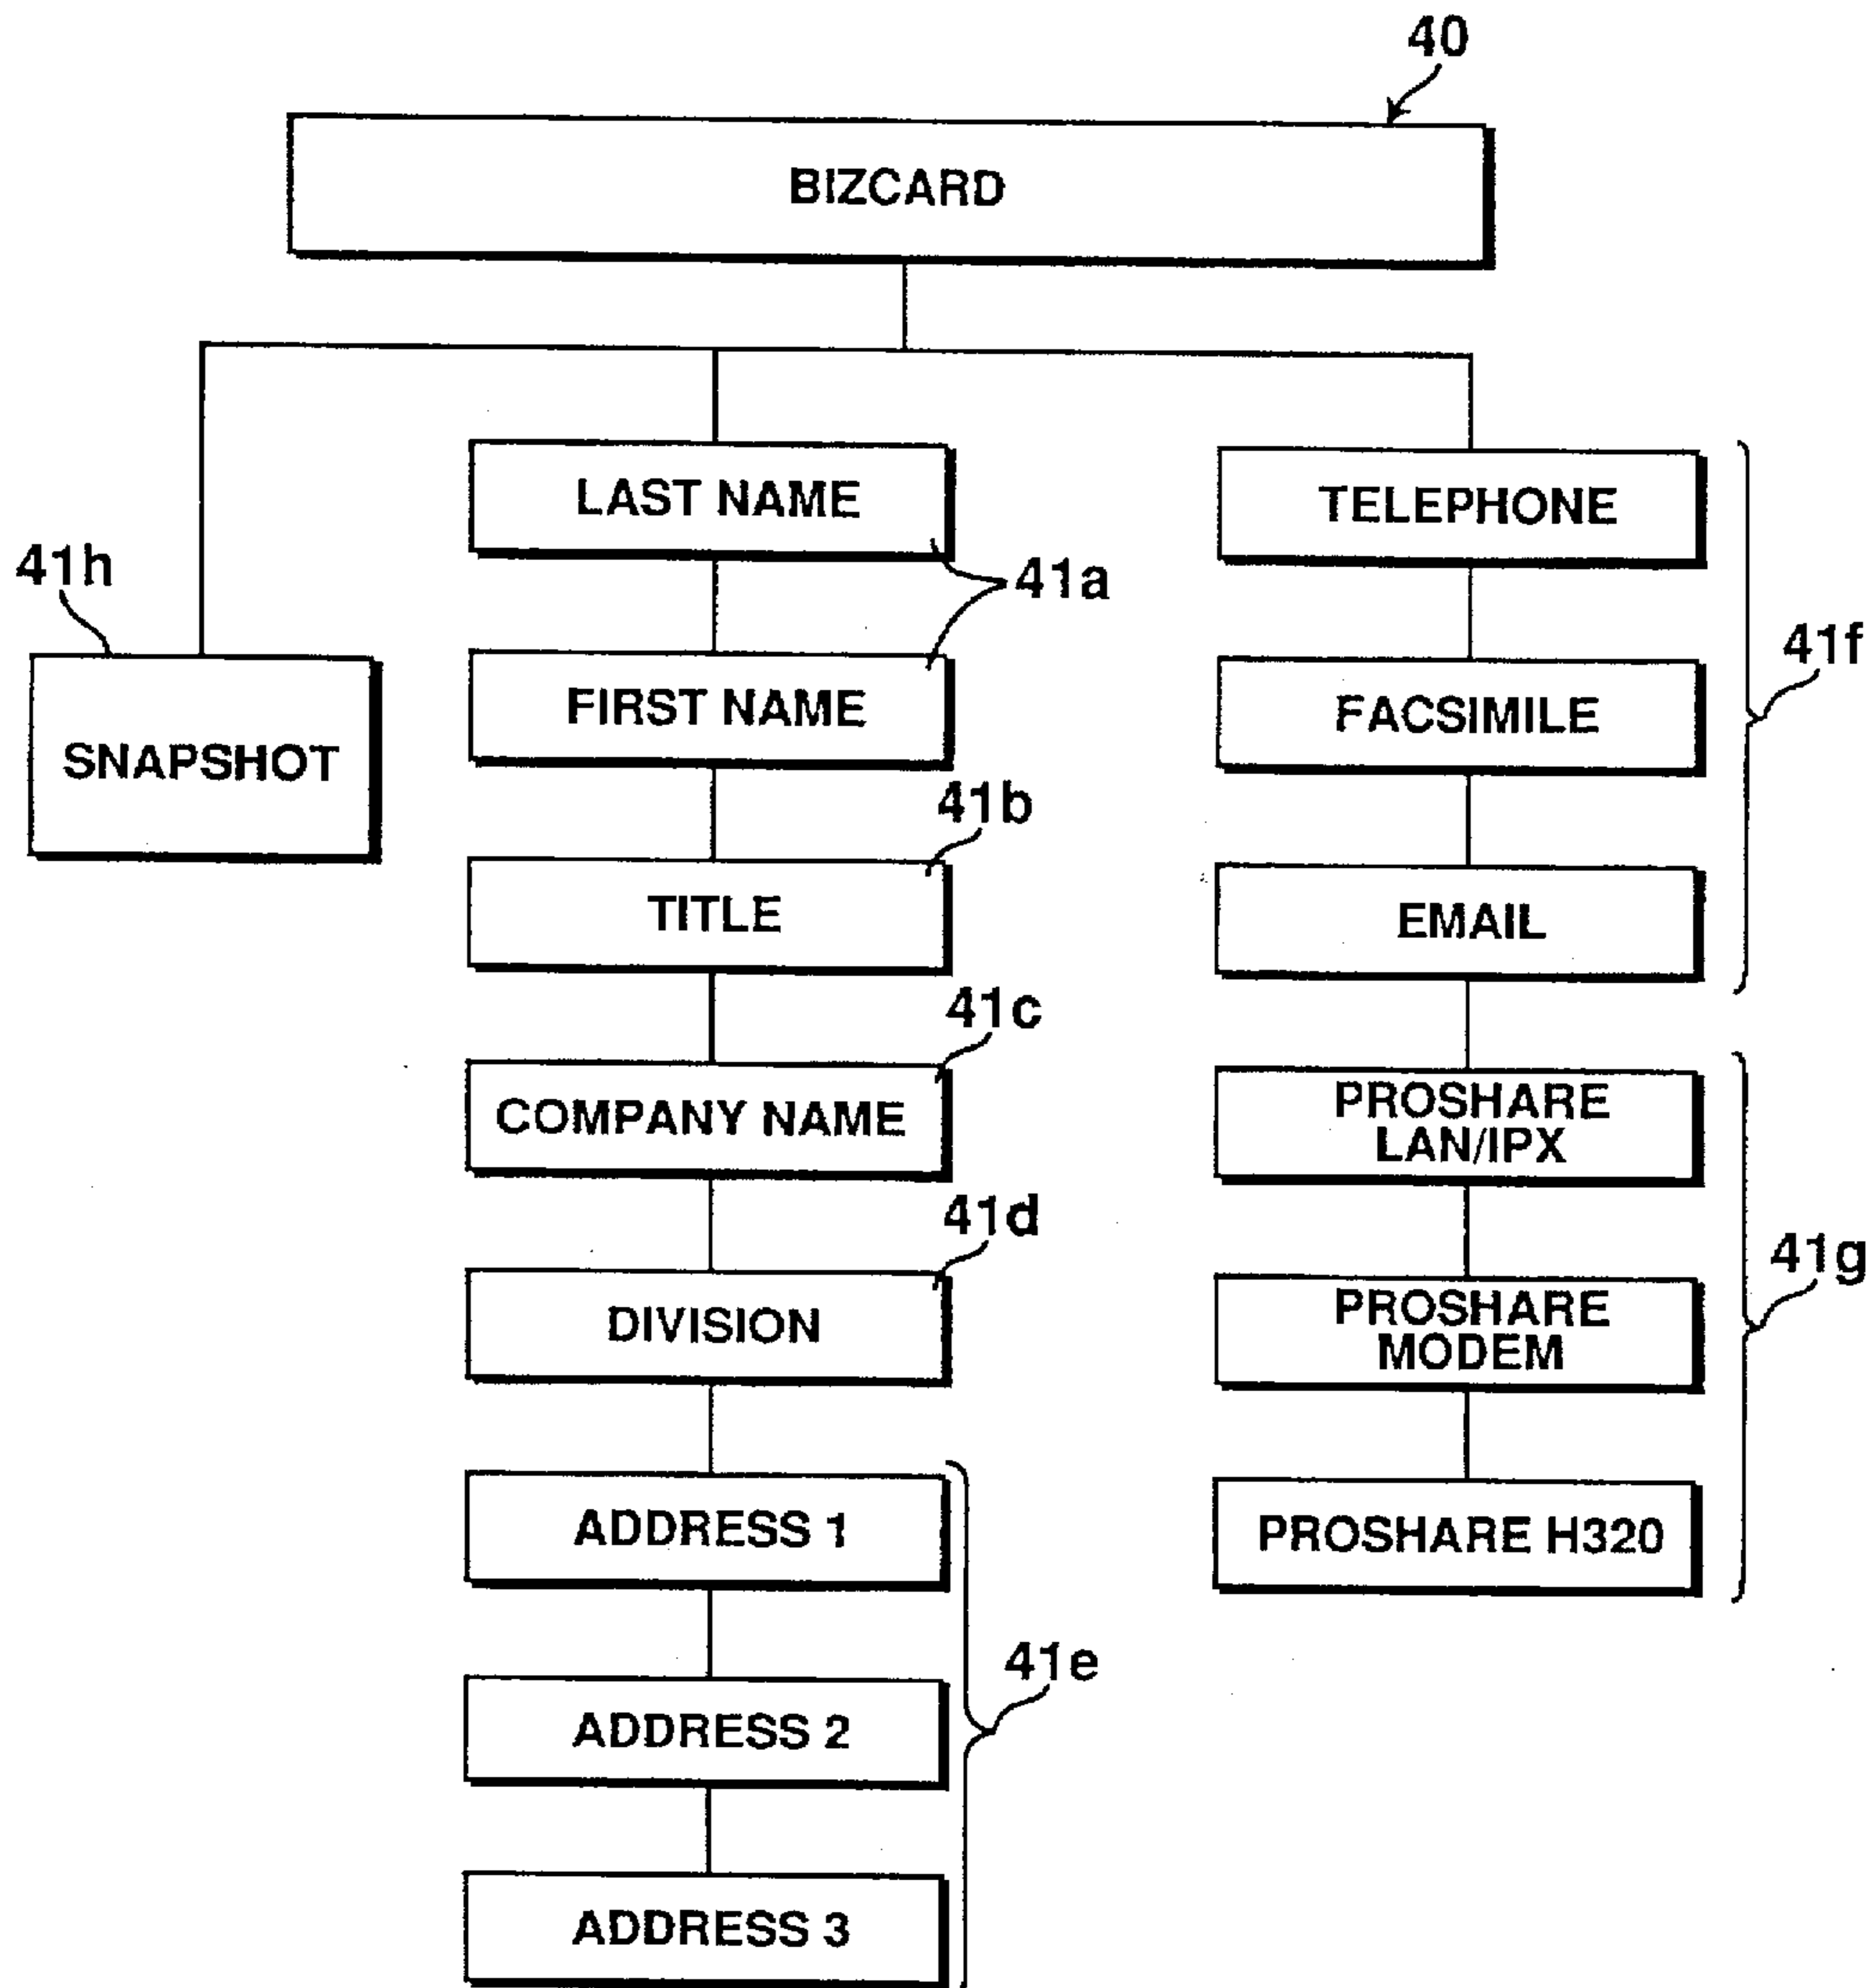 40
BIZCARD
LAST NAME
TELEPHONE
41h
41a
41f
SNAPSHOT
FIRST NAME
FACSIMILE
41b
TITLE
EMAIL
41c
COMPANY NAME
PROSHARE
LAN/IPX
41d
41g
DIVISION
PROSHARE
MODEM
ADDRESS 1
PROSHARE H320
41e
ADDRESS 2
ADDRESS 3